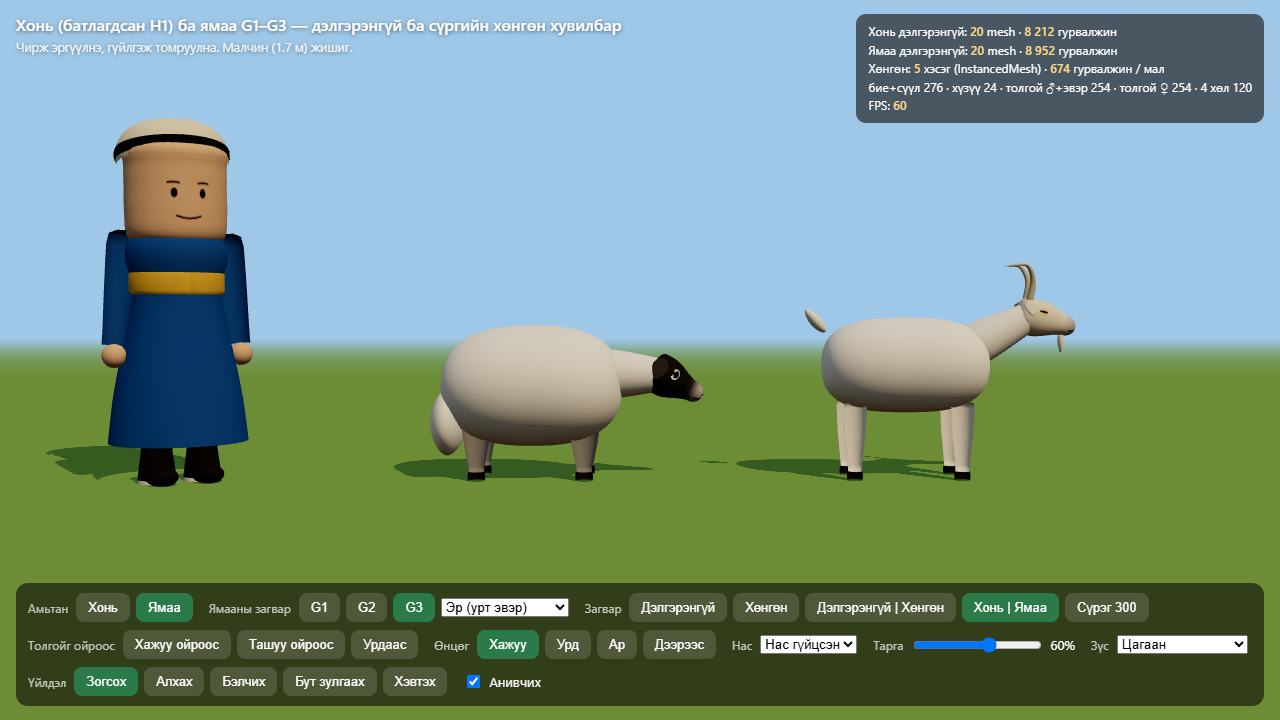 Хонь (батлагдсан H1) ба ямаа G1–G3 — дэлгэрэнгүй ба сүргийн хөнгөн хувилбар
Чирж эргүүлнэ, гүйлгэж томруулна. Малчин (1.7 м) жишиг.
Хонь дэлгэрэнгүй: 20 mesh · 8 212 гурвалжин
Ямаа дэлгэрэнгүй: 20 mesh · 8 952 гурвалжин
Хөнгөн: 5 хэсэг (InstancedMesh) · 674 гурвалжин / мал
бие+сүүл 276 · хүзүү 24 · толгой ♂+эвэр 254 · толгой ♀ 254 · 4 хөл 120
FPS: 60
Амьтан Хонь Ямаа Ямааны загвар G1 G2 G3 Эр (урт эвэр) Загвар Дэлгэрэнгүй Хөнгөн Дэлгэрэнгүй | Хөнгөн Хонь | Ямаа Сүрэг 300
Толгойг ойроос Хажуу ойроос Ташуу ойроос Урдаас Өнцөг Хажуу Урд Ар Дээрээс Нас Нас гүйцсэн Тарга 60% Зүс Цагаан
Үйлдэл Зогсох Алхах Бэлчих Бут зулгаах Хэвтэх Анивчих